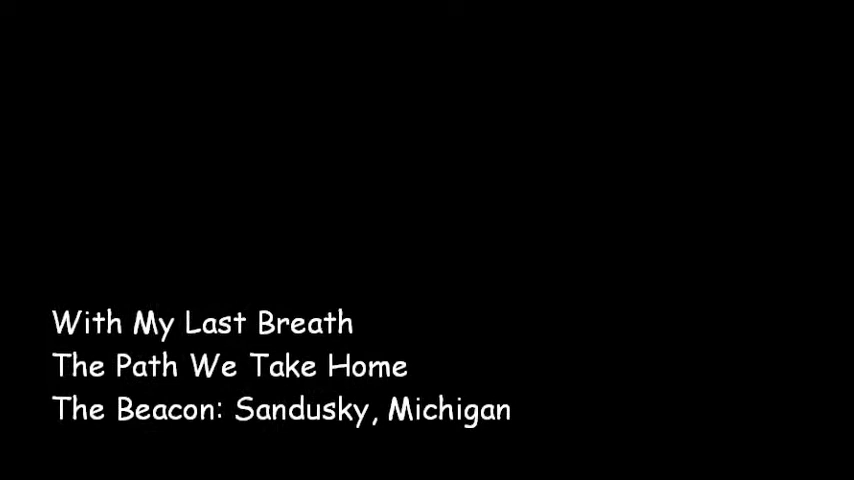 With My Last Breath
The Path We Take Home
The Beacon: Sandusky, Michigan